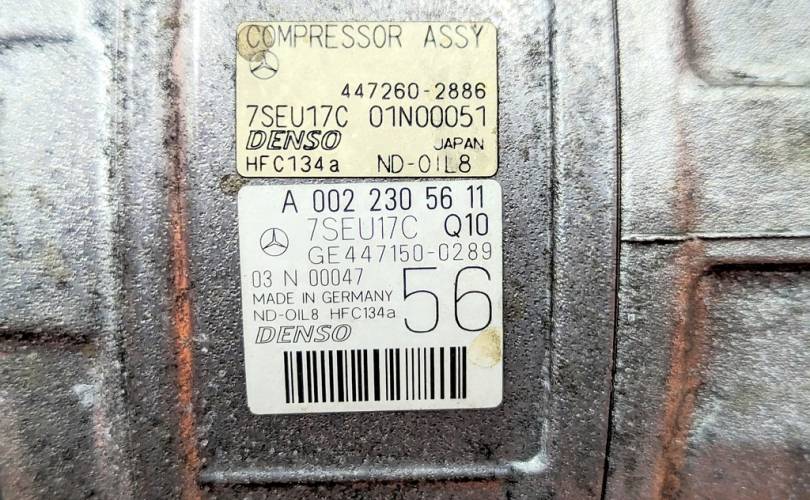 COMPRESSOR ASSY
447260-2886
7SEU17C 01N00051
DENSO JAPAN
HFC134a ND-OIL8
A 002 230 56 11
7SEU17C Q10
GE447150-0289
03 N 00047
56
MADE IN GERMANY
ND-OIL8 HFC134a
DENSO